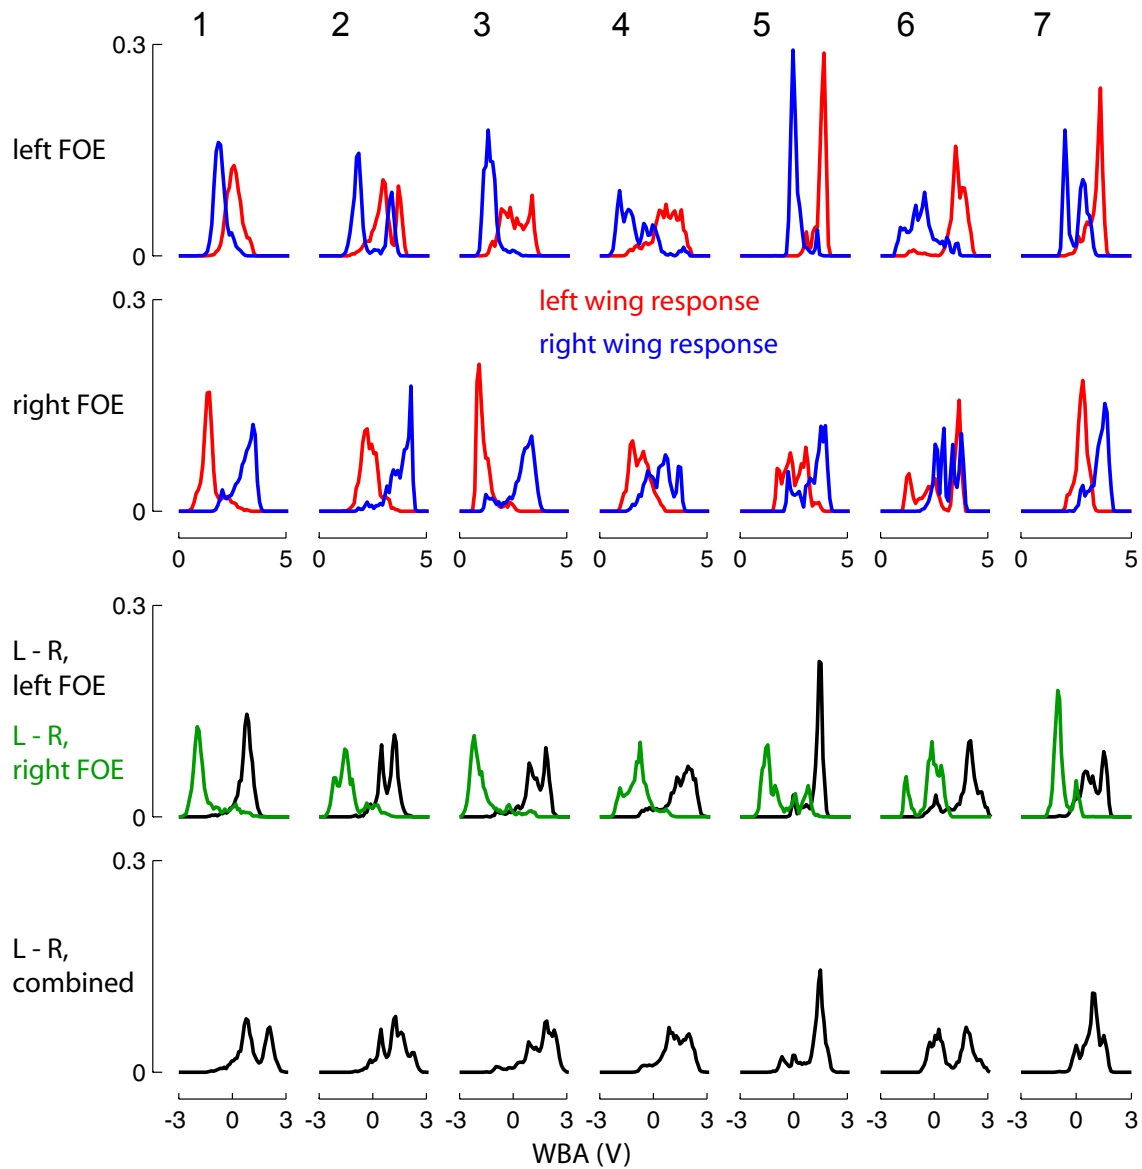 1 2 3 4 5 6 7
0.3
left FOE
0
0.3
left wing response
right wing response
right FOE
0
0 5 0 5 0 5 0 5 0 5 0 5 0 5
0.3
L - R,
left FOE
L - R,
right FOE
0
0.3
L - R,
combined
0
-3 0 3 -3 0 3 -3 0 3 -3 0 3 -3 0 3 -3 0 3 -3 0 3
WBA (V)